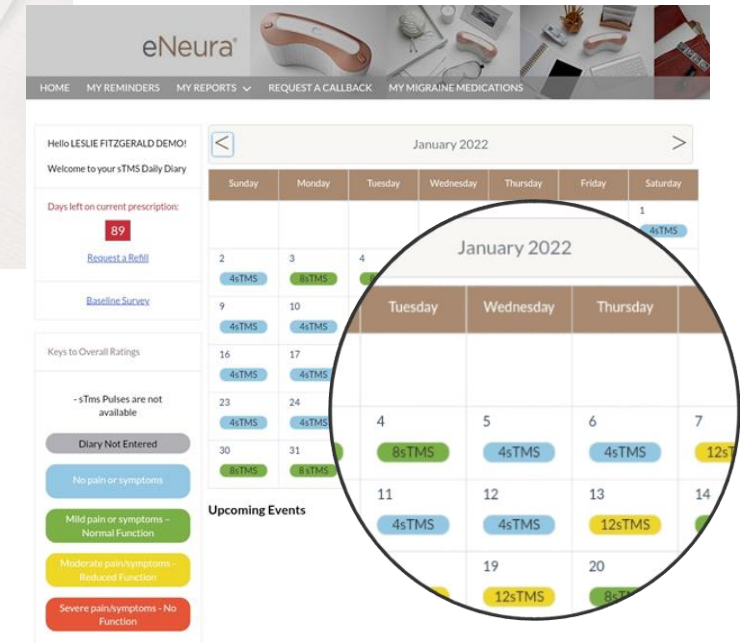 eNeura®
HOME MY REMINDERS MY REPORTS REQUEST A CALLBACK MY MIGRAINE MEDICATIONS
Hello LESLIE FITZGERALD DEMO!
Welcome to your sTMS Daily Diary
Days left on current prescription:
89
Request a Refill
Baseline Survey
Keys to Overall Ratings
- sTms Pulses are not
available
Diary Not Entered
No pain or symptoms
Mild pain or symptoms –
Normal Function
Moderate pain/symptoms –
Reduced Function
Severe pain/symptoms - No
Function
< January 2022 >
Sunday Monday Tuesday Wednesday Thursday Friday Saturday
1
4sTMS
2 3 4
4sTMS 8sTMS
9 10
4sTMS 4sTMS
16 17
4sTMS 4sTMS
23 24
4sTMS 4sTMS
30 31
8sTMS 8sTMS
Upcoming Events
January 2022
Tuesday Wednesday Thursday
4 5 6 7
8sTMS 4sTMS 4sTMS 12sT
11 12 13 14
4sTMS 4sTMS 12sTMS
19 20
12sTMS 8sT